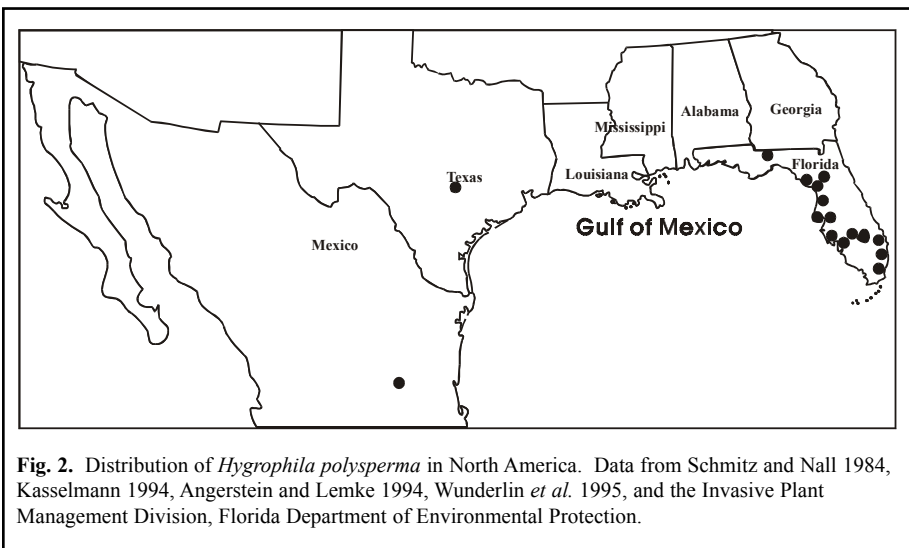 Mississippi
Alabama
Georgia
Texas
Louisiana
Florida
Gulf of Mexico
Mexico
Fig. 2. Distribution of Hygrophila polysperma in North America. Data from Schmitz and Nall 1984,
Kasselmann 1994, Angerstein and Lemke 1994, Wunderlin et al. 1995, and the Invasive Plant
Management Division, Florida Department of Environmental Protection.